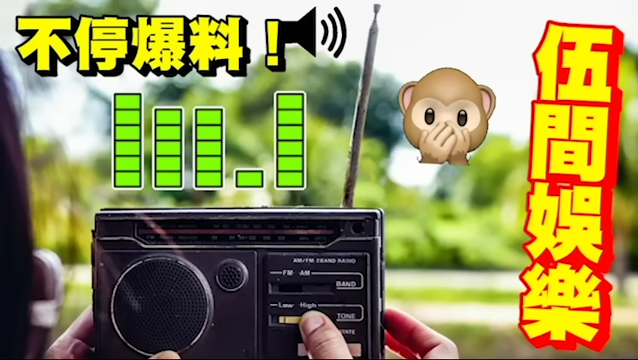 不停爆料！
伍間娛樂
AM/FM 2 BAND RADIO
FM AM
BAND
Low High
TONE
STATE